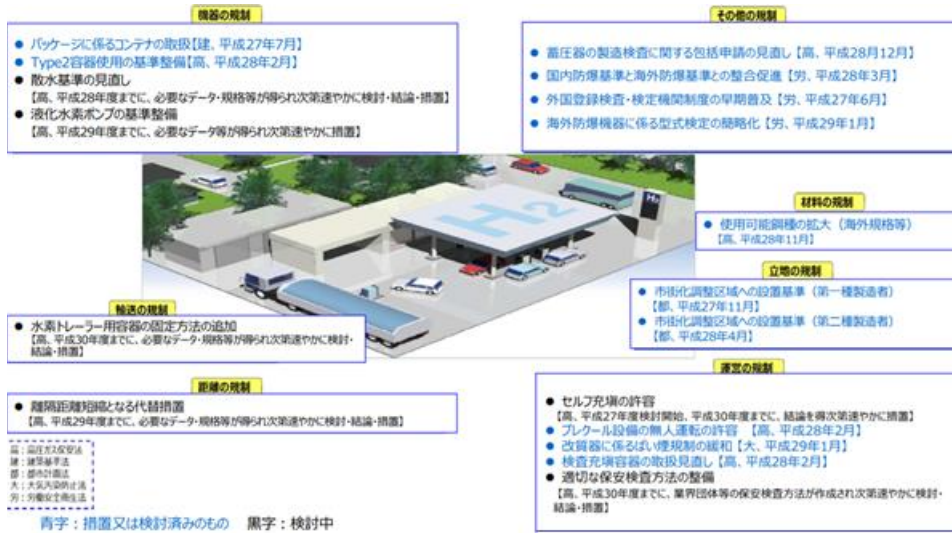 機器の規制
● パッケージに係るコンテナの取扱【建、平成27年7月】
● Type2容器使用の基準整備【高、平成28年2月】
● 散水基準の見直し
【高、平成28年度までに、必要なデータ・規格等が得られ次第速やかに検討・結論・措置】
● 液化水素ポンプの基準整備
【高、平成29年度までに、必要なデータ等が得られ次第速やかに措置】
その他の規制
● 蓄圧器の製造検査に関する包括申請の見直し【高、平成28月12月】
● 国内防爆基準と海外防爆基準との整合促進【労、平成28年3月】
● 外国登録検査・検定機関制度の早期普及【労、平成27年6月】
● 海外防爆機器に係る型式検定の簡略化【労、平成29年1月】
H2
H2
材料の規制
● 使用可能鋼種の拡大（海外規格等）
【高、平成28年11月】
立地の規制
● 市街化調整区域への設置基準（第一種製造者）
【都、平成27年11月】
● 市街化調整区域への設置基準（第二種製造者）
【都、平成28年4月】
輸送の規制
● 水素トレーラー用容器の固定方法の追加
【高、平成30年度までに、必要なデータ・規格等が得られ次第速やかに検討・
結論・措置】
距離の規制
● 離隔距離短縮となる代替措置
【高、平成29年度までに、必要なデータ・規格等が得られ次第速やかに検討・結論・措置】
運営の規制
● セルフ充填の許容
【高、平成27年度検討開始、平成30年度までに、結論を得次第速やかに措置】
● プレクール設備の無人運転の許容 【高、平成28年2月】
● 改質器に係るばい煙規制の緩和【大、平成29年1月】
● 検査充填容器の取扱見直し【高、平成28年2月】
● 適切な保安検査方法の整備
【高、平成30年度までに、業界団体等の保安検査方法が作成され次第速やかに検討・
結論・措置】
高：高圧ガス保安法
建：建築基準法
都：都市計画法
大：大気汚染防止法
労：労働安全衛生法
青字：措置又は検討済みのもの 黒字：検討中